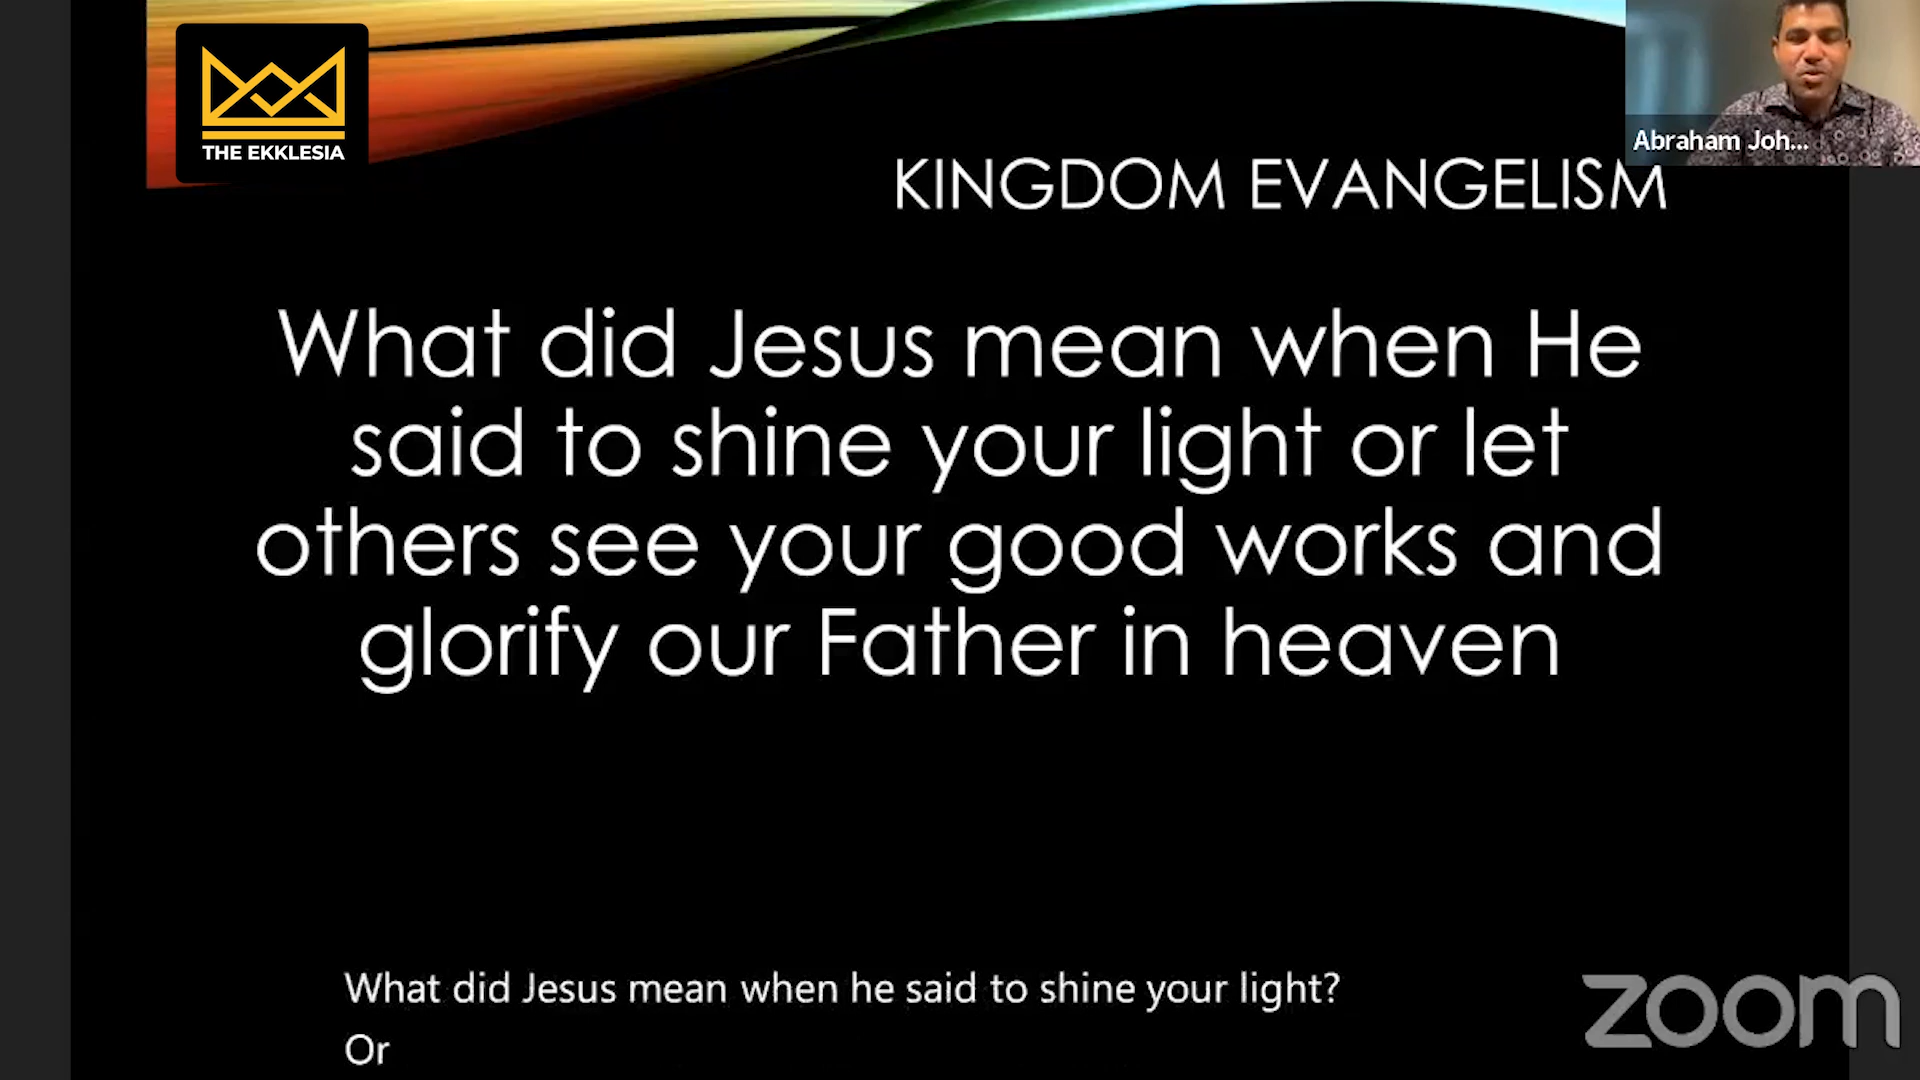 THE EKKLESIA
Abraham Joh...
KINGDOM EVANGELISM
What did Jesus mean when He
said to shine your light or let
others see your good works and
glorify our Father in heaven
What did Jesus mean when he said to shine your light?
Or
zoom